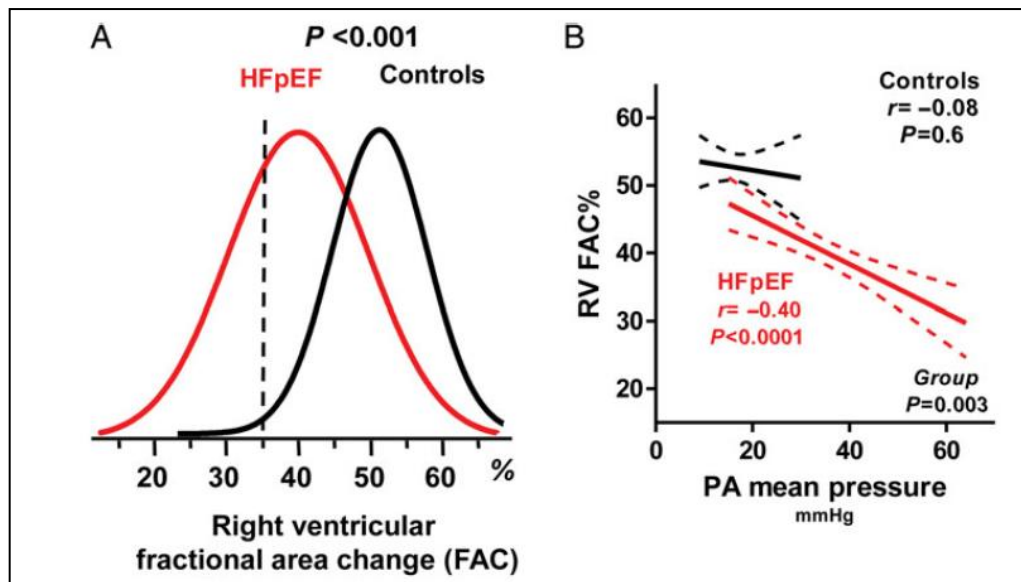 A
P <0.001
HFpEF
Controls
20 30 40 50 60 %
Right ventricular
fractional area change (FAC)
B
Controls
r= −0.08
P=0.6
60
50
40
30
20
RV FAC%
HFpEF
r= −0.40
P<0.0001
Group
P=0.003
0 20 40 60
PA mean pressure
mmHg